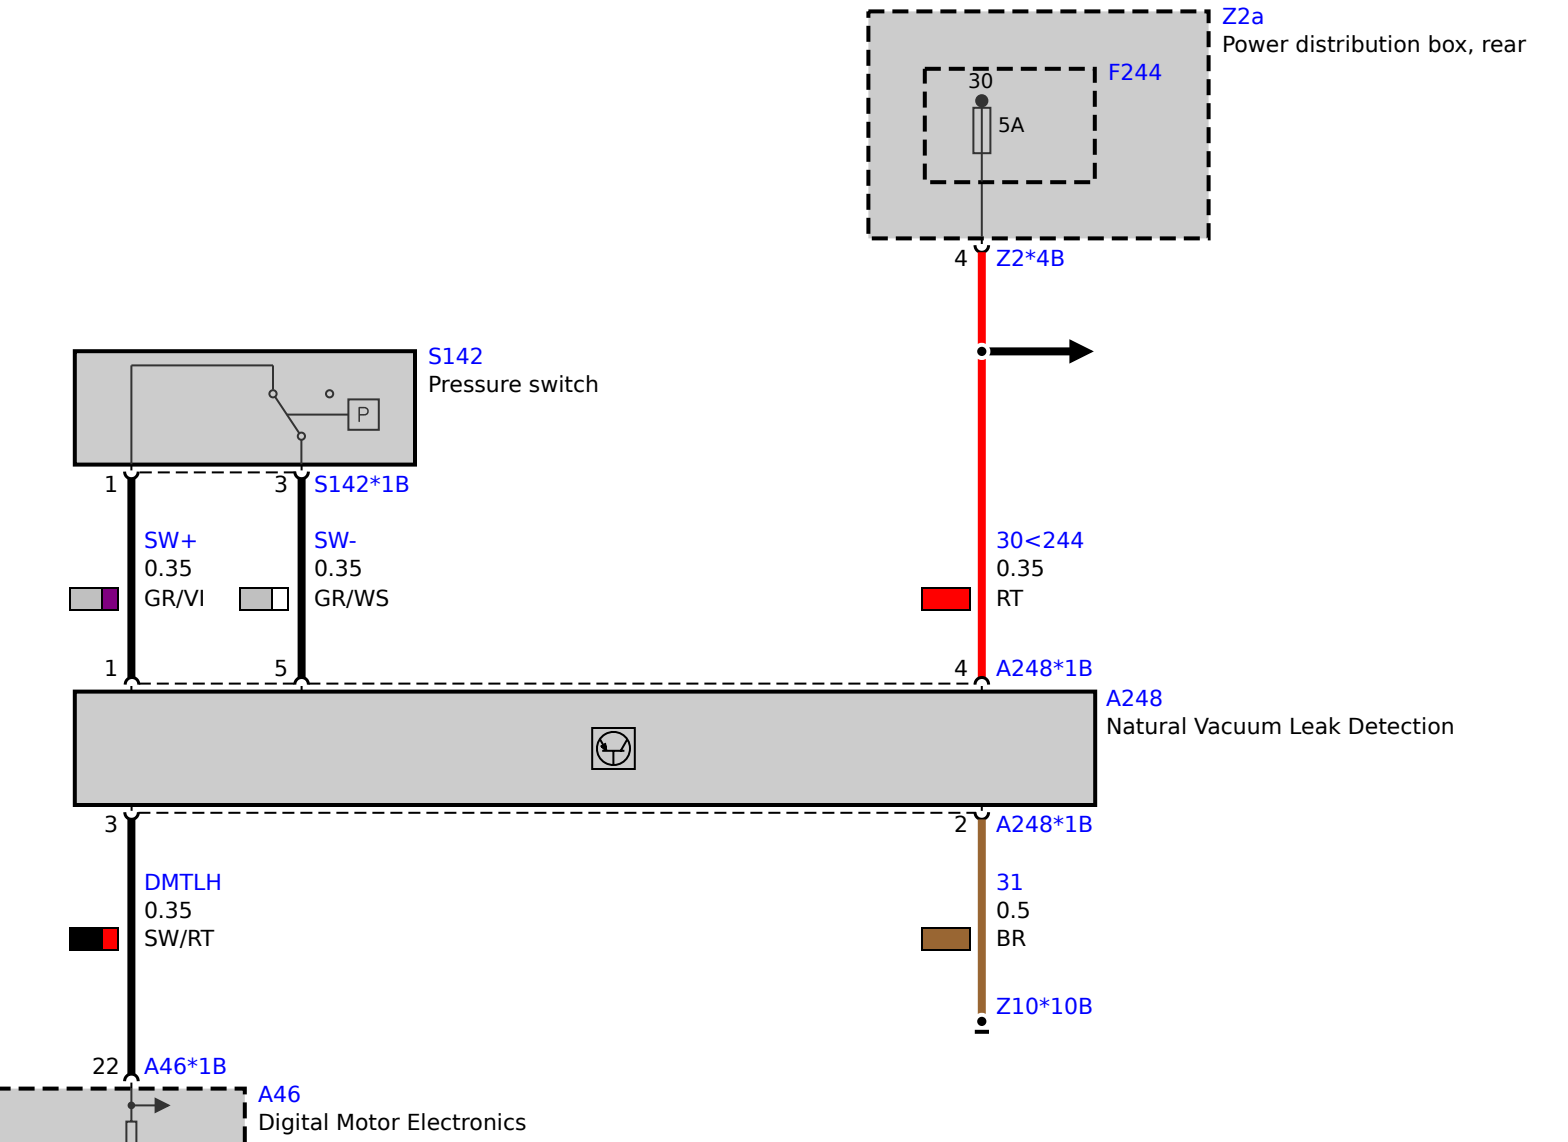 Z2a
Power distribution box, rear
F244
30
5A
4 Z2*4B
S142
Pressure switch
P
1 3 S142*1B
SW+ SW- 30<244
0.35 0.35 0.35
GR/VI GR/WS RT
1 5 4 A248*1B
A248
Natural Vacuum Leak Detection
3 2 A248*1B
DMTLH 31
0.35 0.5
SW/RT BR
Z10*10B
22 A46*1B
A46
Digital Motor Electronics